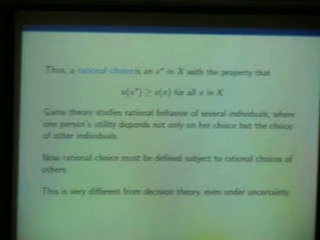 Thus, a rational choice is an x* in X with the property that
u(x*) ≥ u(x) for all x in X
Game theory studies rational behavior of several individuals, where
one person's utility depends not only on her choice but the choice
of other individuals.
Now rational choice must be defined subject to rational choices of
others.
This is very different from decision theory, even under uncertainty.